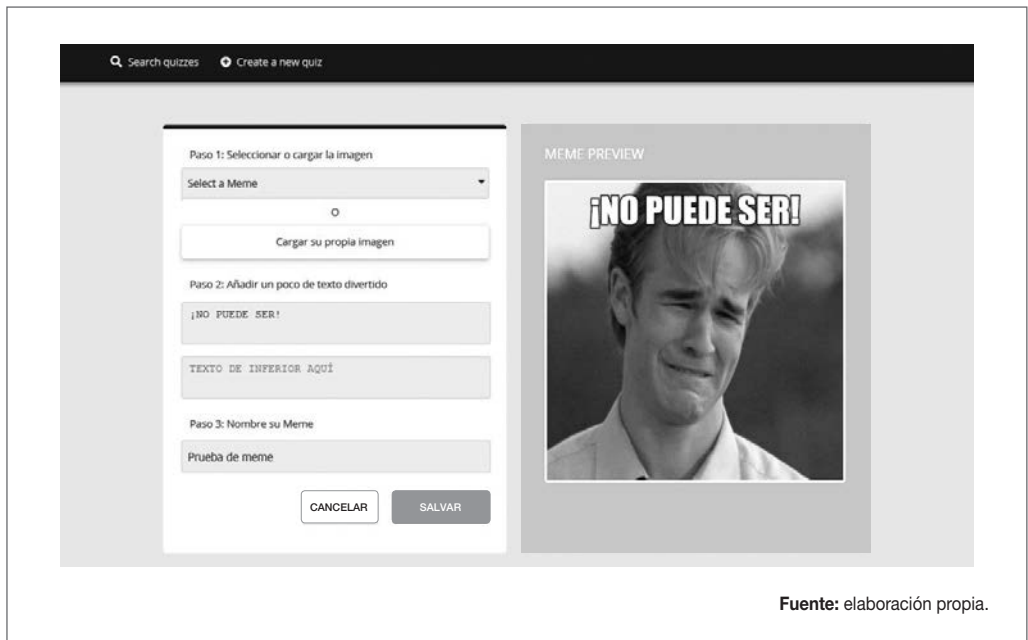 Search quizzes Create a new quiz
Paso 1: Seleccionar o cargar la imagen
Select a Meme
O
Cargar su propia imagen
Paso 2: Añadir un poco de texto divertido
¡NO PUEDE SER!
TEXTO DE INFERIOR AQUÍ
Paso 3: Nombre su Meme
Prueba de meme
CANCELAR SALVAR
MEME PREVIEW
¡NO PUEDE SER!
Fuente: elaboración propia.